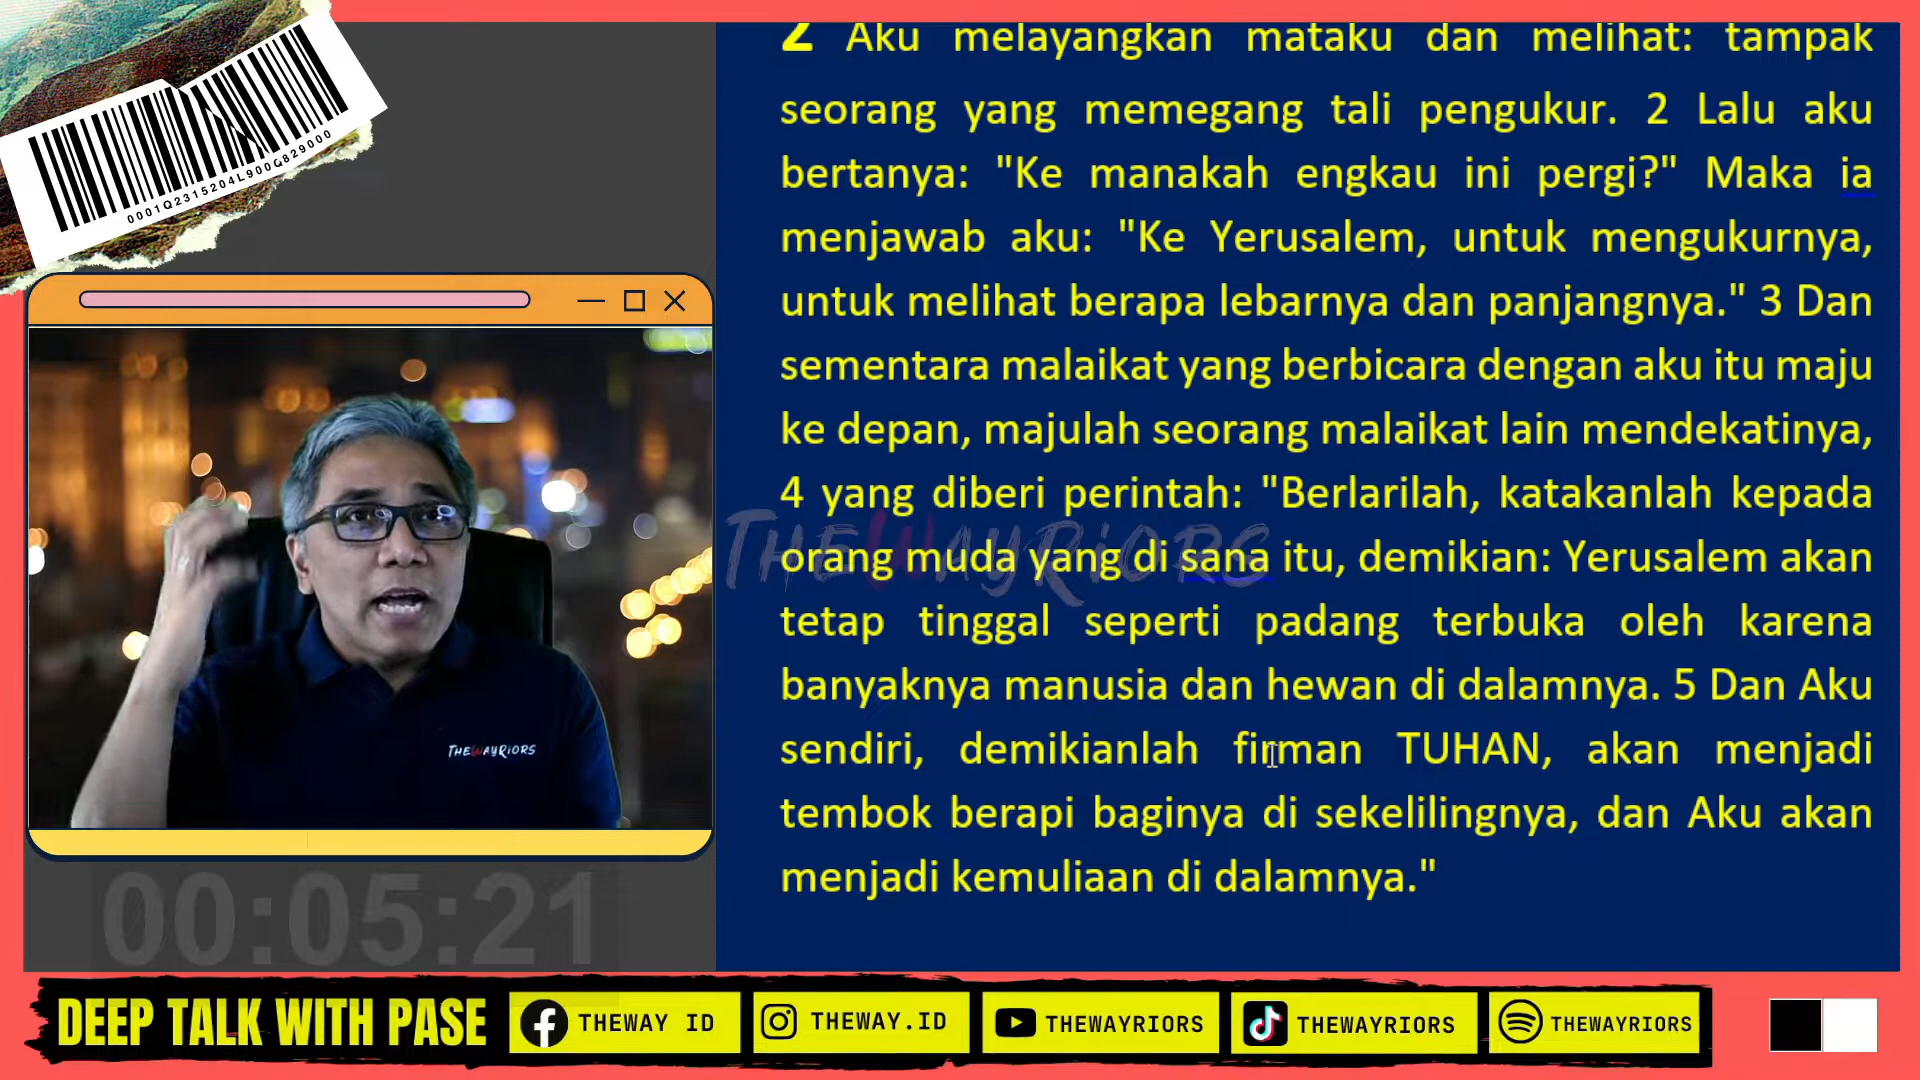 0001Q2315204L900Q829000
2 Aku melayangkan mataku dan melihat: tampak
seorang yang memegang tali pengukur. 2 Lalu aku
bertanya: "Ke manakah engkau ini pergi?" Maka ia
menjawab aku: "Ke Yerusalem, untuk mengukurnya,
untuk melihat berapa lebarnya dan panjangnya." 3 Dan
sementara malaikat yang berbicara dengan aku itu maju
ke depan, majulah seorang malaikat lain mendekatinya,
4 yang diberi perintah: "Berlarilah, katakanlah kepada
orang muda yang di sana itu, demikian: Yerusalem akan
tetap tinggal seperti padang terbuka oleh karena
banyaknya manusia dan hewan di dalamnya. 5 Dan Aku
sendiri, demikianlah firman TUHAN, akan menjadi
tembok berapi baginya di sekelilingnya, dan Aku akan
menjadi kemuliaan di dalamnya."
THEWAYRIORS
THEWAYRIORS
00:05:21
DEEP TALK WITH PASE
THEWAY ID
THEWAY.ID
THEWAYRIORS
THEWAYRIORS
THEWAYRIORS